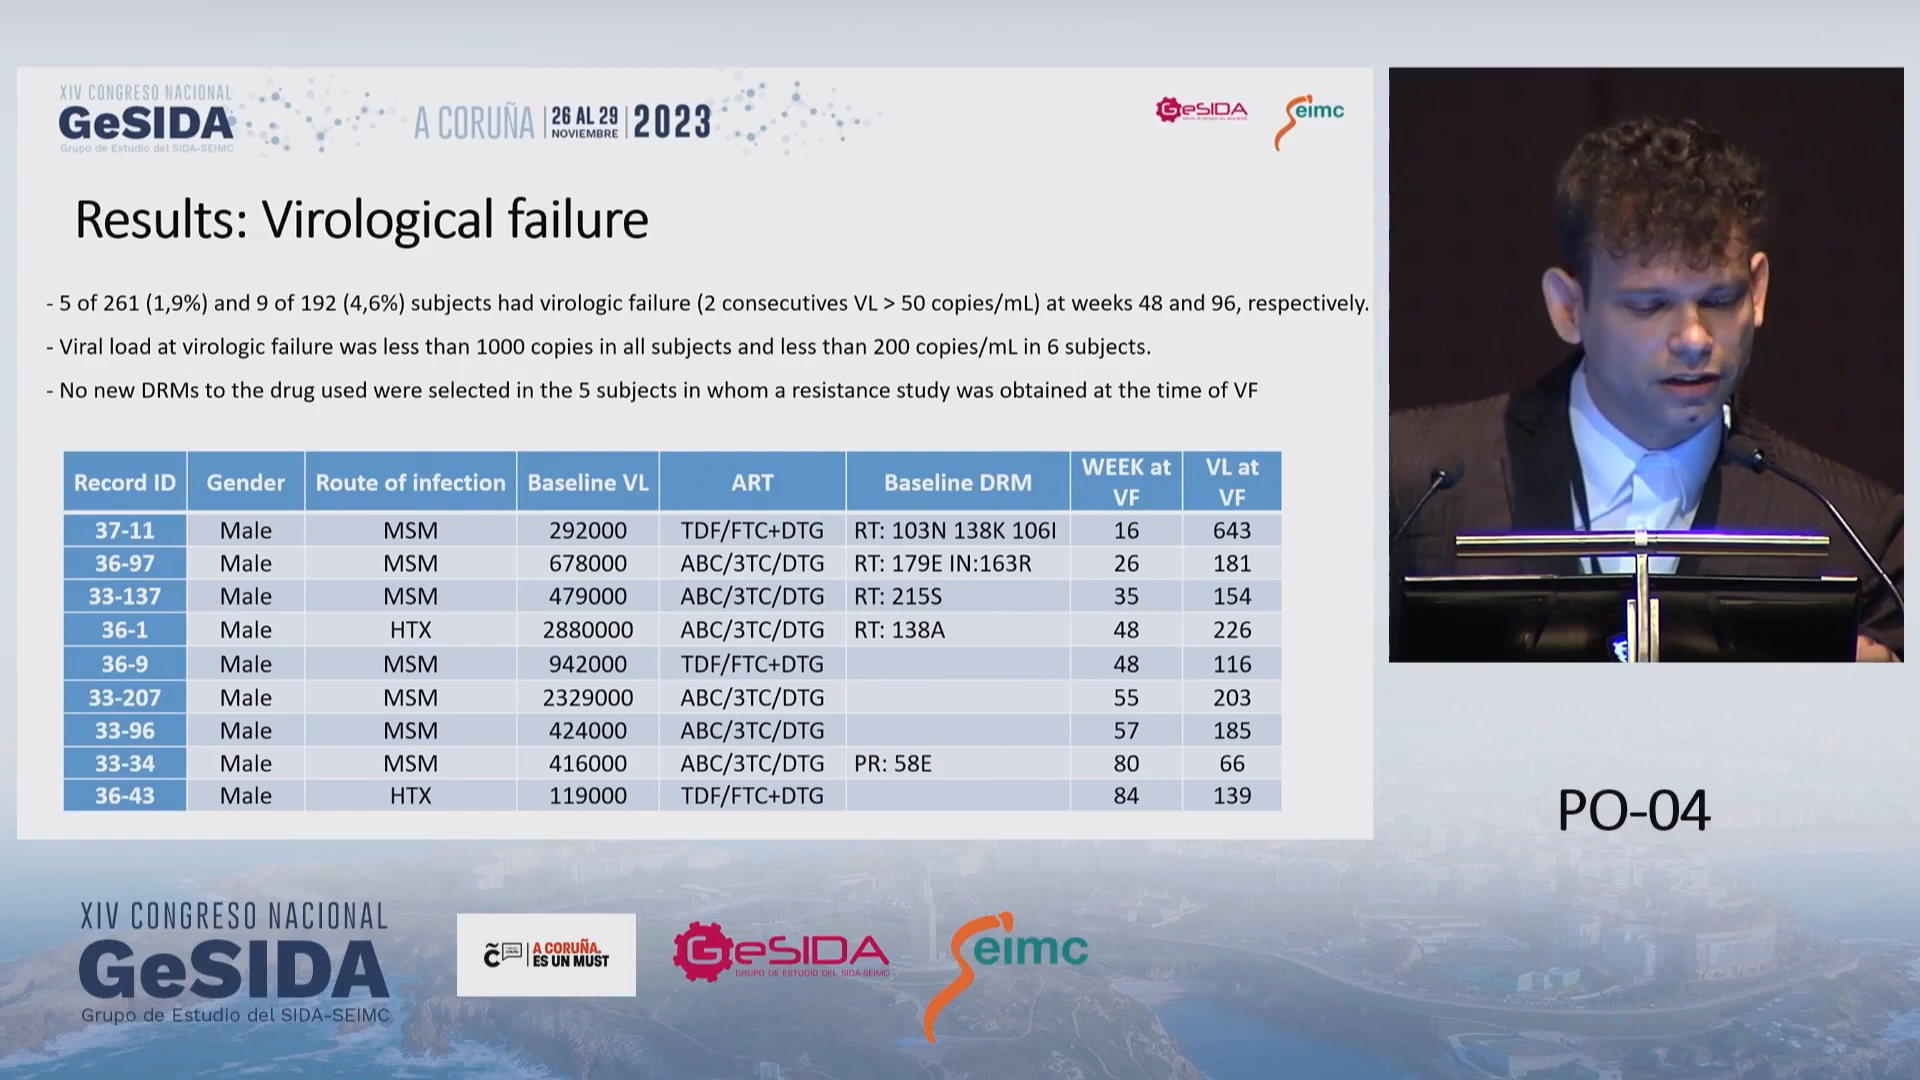 XIV CONGRESO NACIONAL
GeSIDA
Grupo de Estudio del SIDA-SEIMC
A CORUÑA | 26 AL 29 NOVIEMBRE | 2023
GeSIDA
Seimc
Results: Virological failure
- 5 of 261 (1,9%) and 9 of 192 (4,6%) subjects had virologic failure (2 consecutives VL > 50 copies/mL) at weeks 48 and 96, respectively.
- Viral load at virologic failure was less than 1000 copies in all subjects and less than 200 copies/mL in 6 subjects.
- No new DRMs to the drug used were selected in the 5 subjects in whom a resistance study was obtained at the time of VF
Record ID Gender Route of infection Baseline VL ART Baseline DRM WEEK at VF VL at VF
37-11 Male MSM 292000 TDF/FTC+DTG RT: 103N 138K 106I 16 643
36-97 Male MSM 678000 ABC/3TC/DTG RT: 179E IN:163R 26 181
33-137 Male MSM 479000 ABC/3TC/DTG RT: 215S 35 154
36-1 Male HTX 2880000 ABC/3TC/DTG RT: 138A 48 226
36-9 Male MSM 942000 TDF/FTC+DTG 48 116
33-207 Male MSM 2329000 ABC/3TC/DTG 55 203
33-96 Male MSM 424000 ABC/3TC/DTG 57 185
33-34 Male MSM 416000 ABC/3TC/DTG PR: 58E 80 66
36-43 Male HTX 119000 TDF/FTC+DTG 84 139
PO-04
XIV CONGRESO NACIONAL
GeSIDA
Grupo de Estudio del SIDA-SEIMC
A CORUÑA.
ES UN MUST
GeSIDA
GRUPO DE ESTUDIO DEL SIDA-SEIMC
Seimc